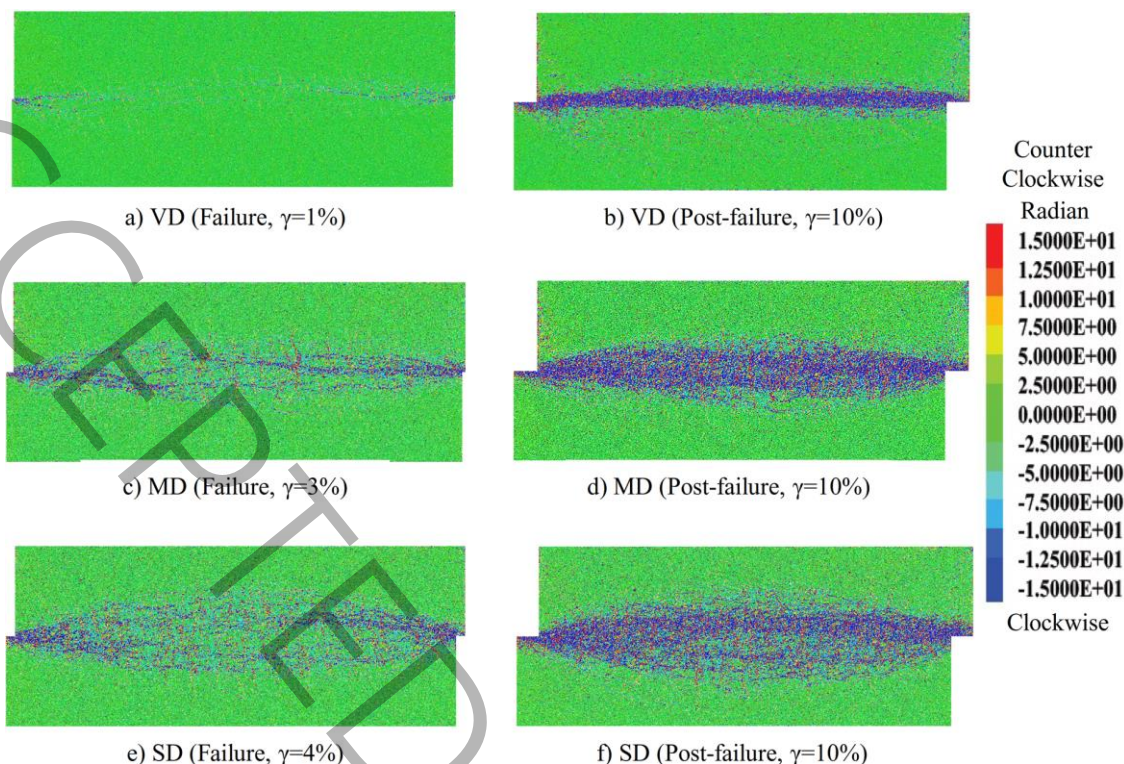 a) VD (Failure, γ=1%)
b) VD (Post-failure, γ=10%)
c) MD (Failure, γ=3%)
d) MD (Post-failure, γ=10%)
e) SD (Failure, γ=4%)
f) SD (Post-failure, γ=10%)
Counter
Clockwise
Radian
1.5000E+01
1.2500E+01
1.0000E+01
7.5000E+00
5.0000E+00
2.5000E+00
0.0000E+00
-2.5000E+00
-5.0000E+00
-7.5000E+00
-1.0000E+01
-1.2500E+01
-1.5000E+01
Clockwise
CEPTED